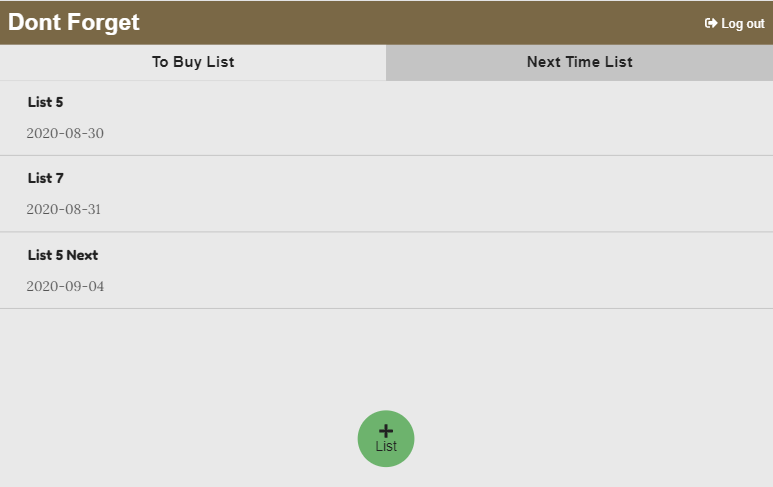 Dont Forget
Log out
To Buy List
Next Time List
List 5
2020-08-30
List 7
2020-08-31
List 5 Next
2020-09-04
List